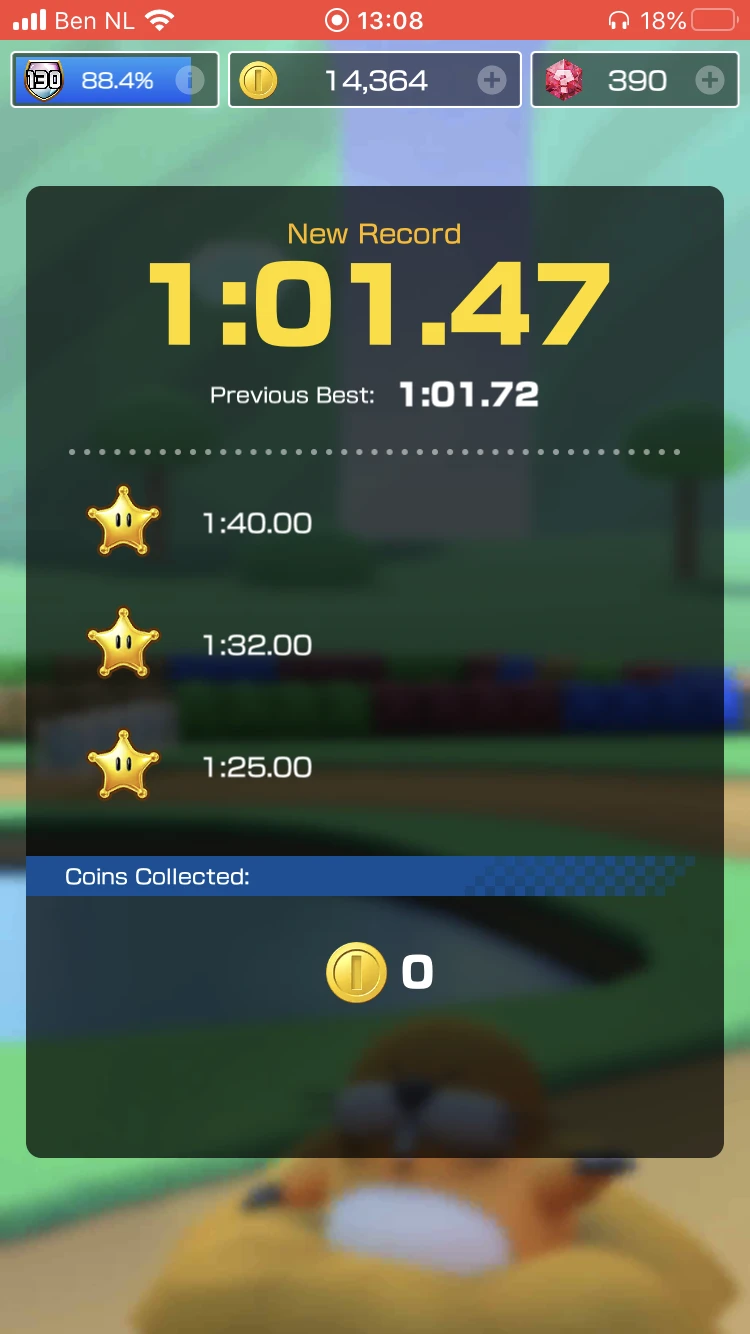 Ben NL 13:08 18%
130 88.4% i 14,364 + 390 +
New Record
1:01.47
Previous Best: 1:01.72
1:40.00
1:32.00
1:25.00
Coins Collected:
0